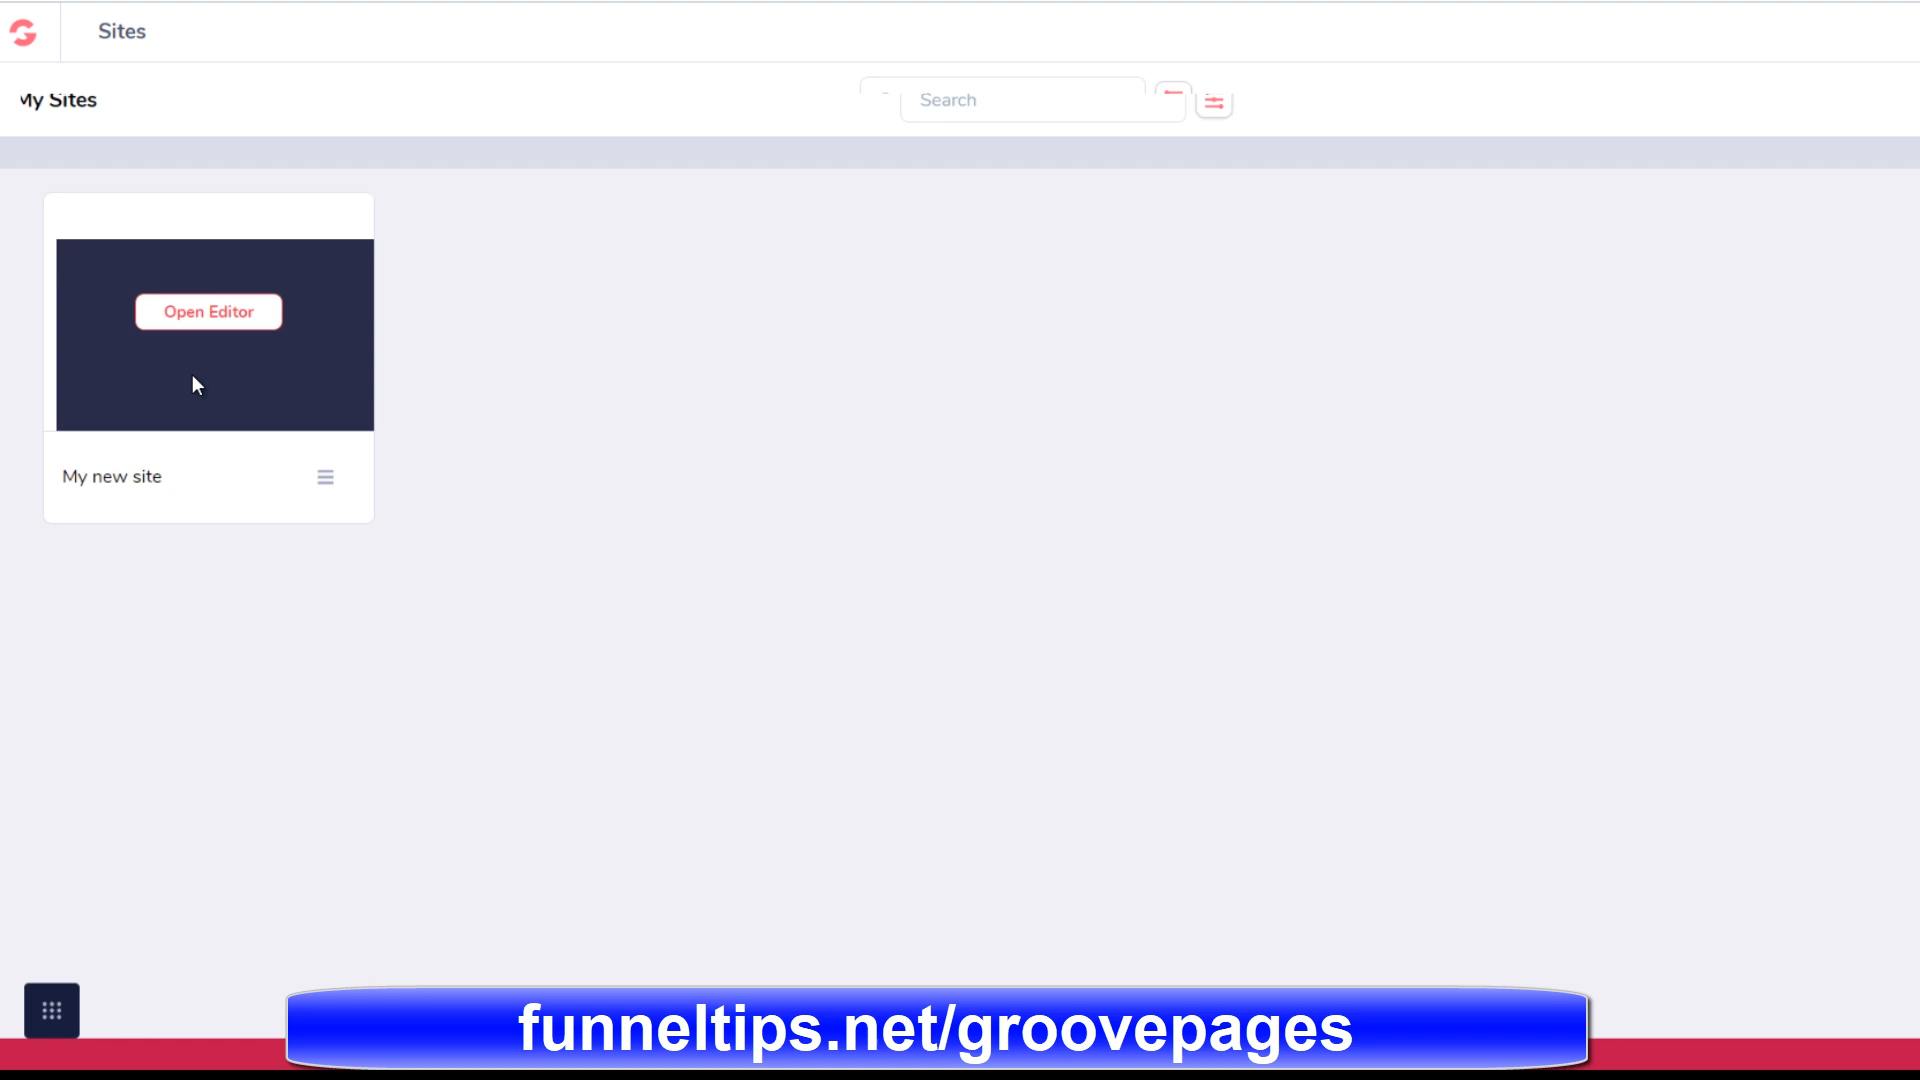 Sites
My Sites
Search
Open Editor
My new site
funneltips.net/groovepages